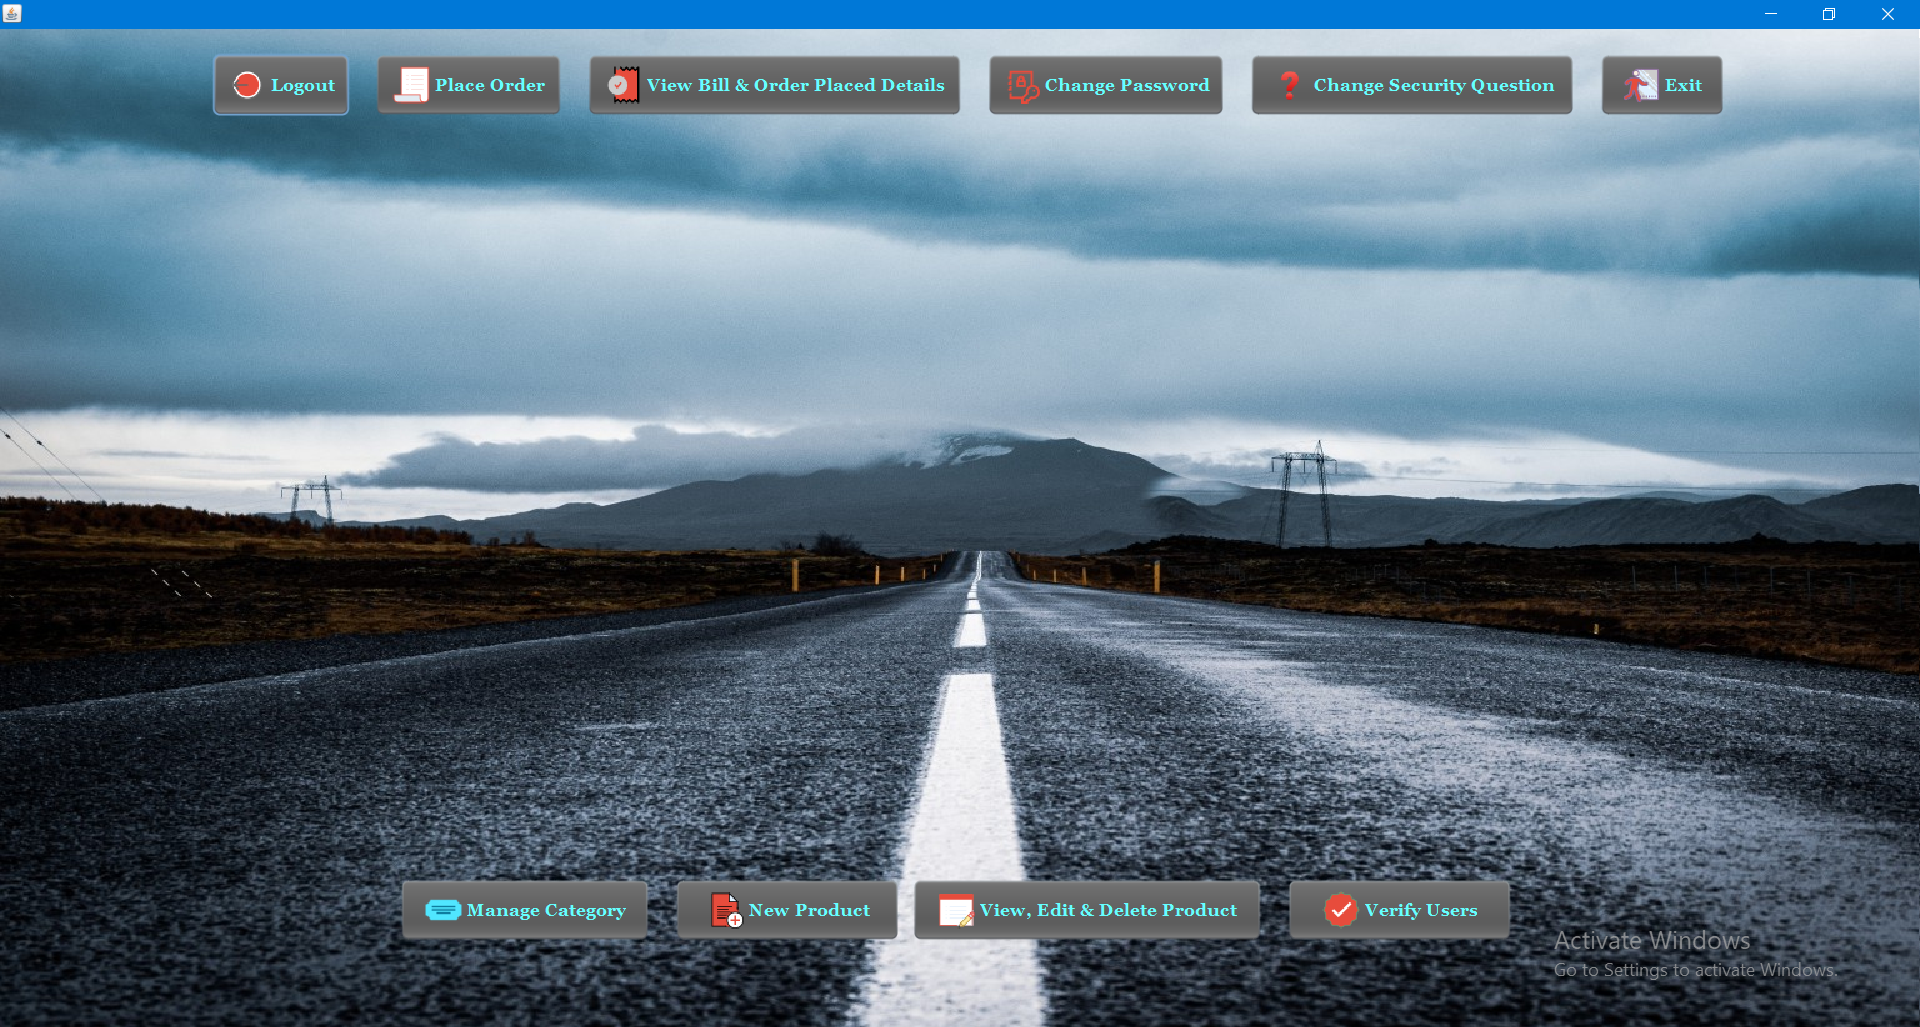 Logout
Place Order
View Bill & Order Placed Details
Change Password
Change Security Question
Exit
Manage Category
New Product
View, Edit & Delete Product
Verify Users
Activate Windows
Go to Settings to activate Windows.